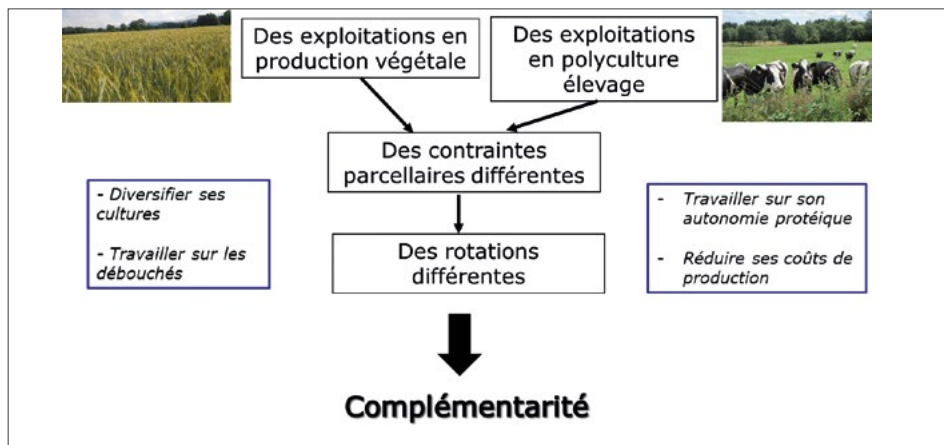 Des exploitations en
production végétale
Des exploitations
en polyculture
élevage
Des contraintes
parcellaires différentes
- Diversifier ses
cultures
- Travailler sur les
débouchés
- Travailler sur son
autonomie protéique
- Réduire ses coûts de
production
Des rotations
différentes
Complémentarité